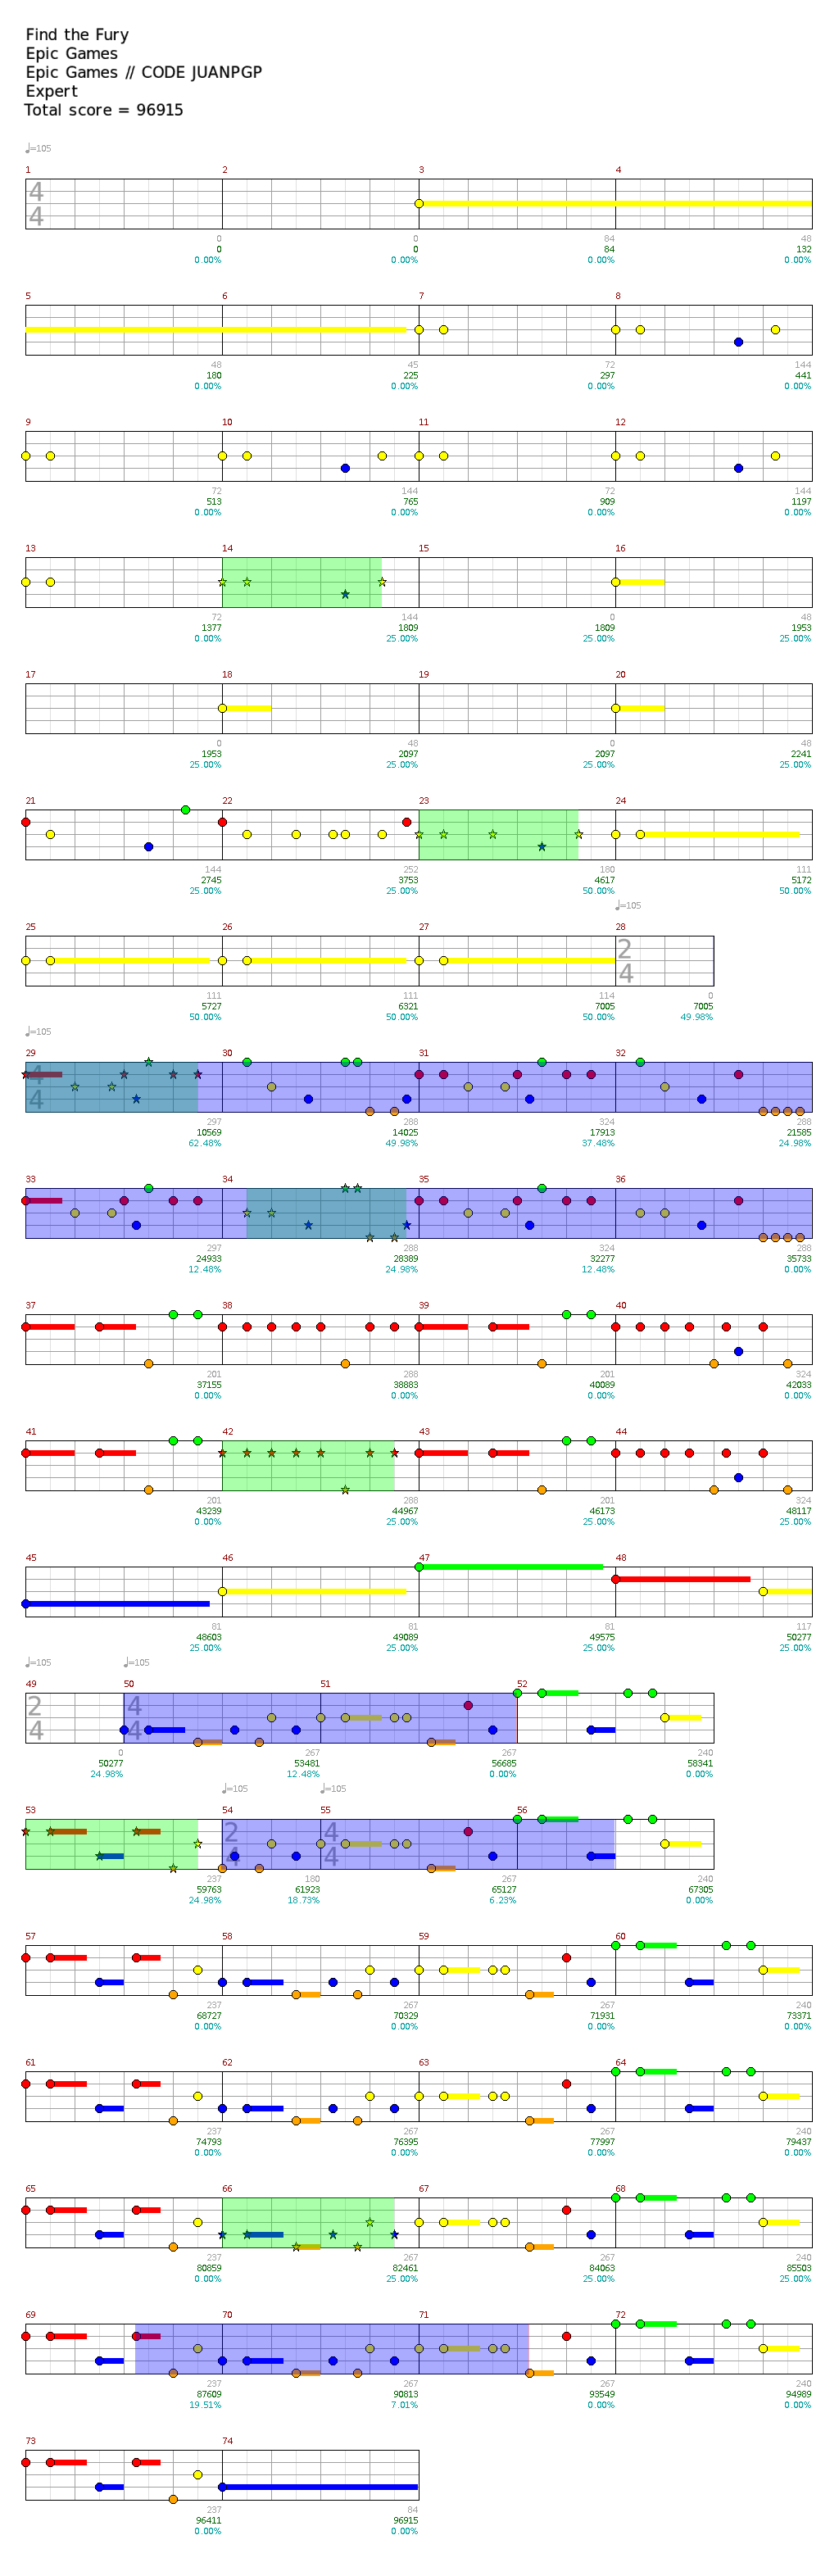 Find the Fury
Epic Games
Epic Games // CODE JUANPGP
Expert
Total score = 96915
♩=105
1 2 3 4
4
4
0 0 84 48
0 0 84 132
0.00% 0.00% 0.00% 0.00%
5 6 7 8
48 45 72 144
180 225 297 441
0.00% 0.00% 0.00% 0.00%
9 10 11 12
72 144 72 144
513 765 909 1197
0.00% 0.00% 0.00% 0.00%
13 14 15 16
72 144 0 48
1377 1809 1809 1953
0.00% 25.00% 25.00% 25.00%
17 18 19 20
0 48 0 48
1953 2097 2097 2241
25.00% 25.00% 25.00% 25.00%
21 22 23 24
144 252 180 111
2745 3753 4617 5172
25.00% 25.00% 50.00% 50.00%
♩=105
25 26 27 28
2
4
111 111 114 0
5727 6321 7005 7005
50.00% 50.00% 50.00% 49.98%
♩=105
29 30 31 32
4
4
297 288 324 288
10569 14025 17913 21585
62.48% 49.98% 37.48% 24.98%
33 34 35 36
297 288 324 288
24933 28389 32277 35733
12.48% 24.98% 12.48% 0.00%
37 38 39 40
201 288 201 324
37155 38883 40089 42033
0.00% 0.00% 0.00% 0.00%
41 42 43 44
201 288 201 324
43239 44967 46173 48117
0.00% 25.00% 25.00% 25.00%
45 46 47 48
81 81 81 117
48603 49089 49575 50277
25.00% 25.00% 25.00% 25.00%
♩=105 ♩=105
49 50 51 52
2 4
4 4
0 267 267 240
50277 53481 56685 58341
24.98% 12.48% 0.00% 0.00%
♩=105 ♩=105
53 54 55 56
2 4
4 4
237 180 267 240
59763 61923 65127 67305
24.98% 18.73% 6.23% 0.00%
57 58 59 60
237 267 267 240
68727 70329 71931 73371
0.00% 0.00% 0.00% 0.00%
61 62 63 64
237 267 267 240
74793 76395 77997 79437
0.00% 0.00% 0.00% 0.00%
65 66 67 68
237 267 267 240
80859 82461 84063 85503
0.00% 25.00% 25.00% 25.00%
69 70 71 72
237 267 267 240
87609 90813 93549 94989
19.51% 7.01% 0.00% 0.00%
73 74
237 84
96411 96915
0.00% 0.00%